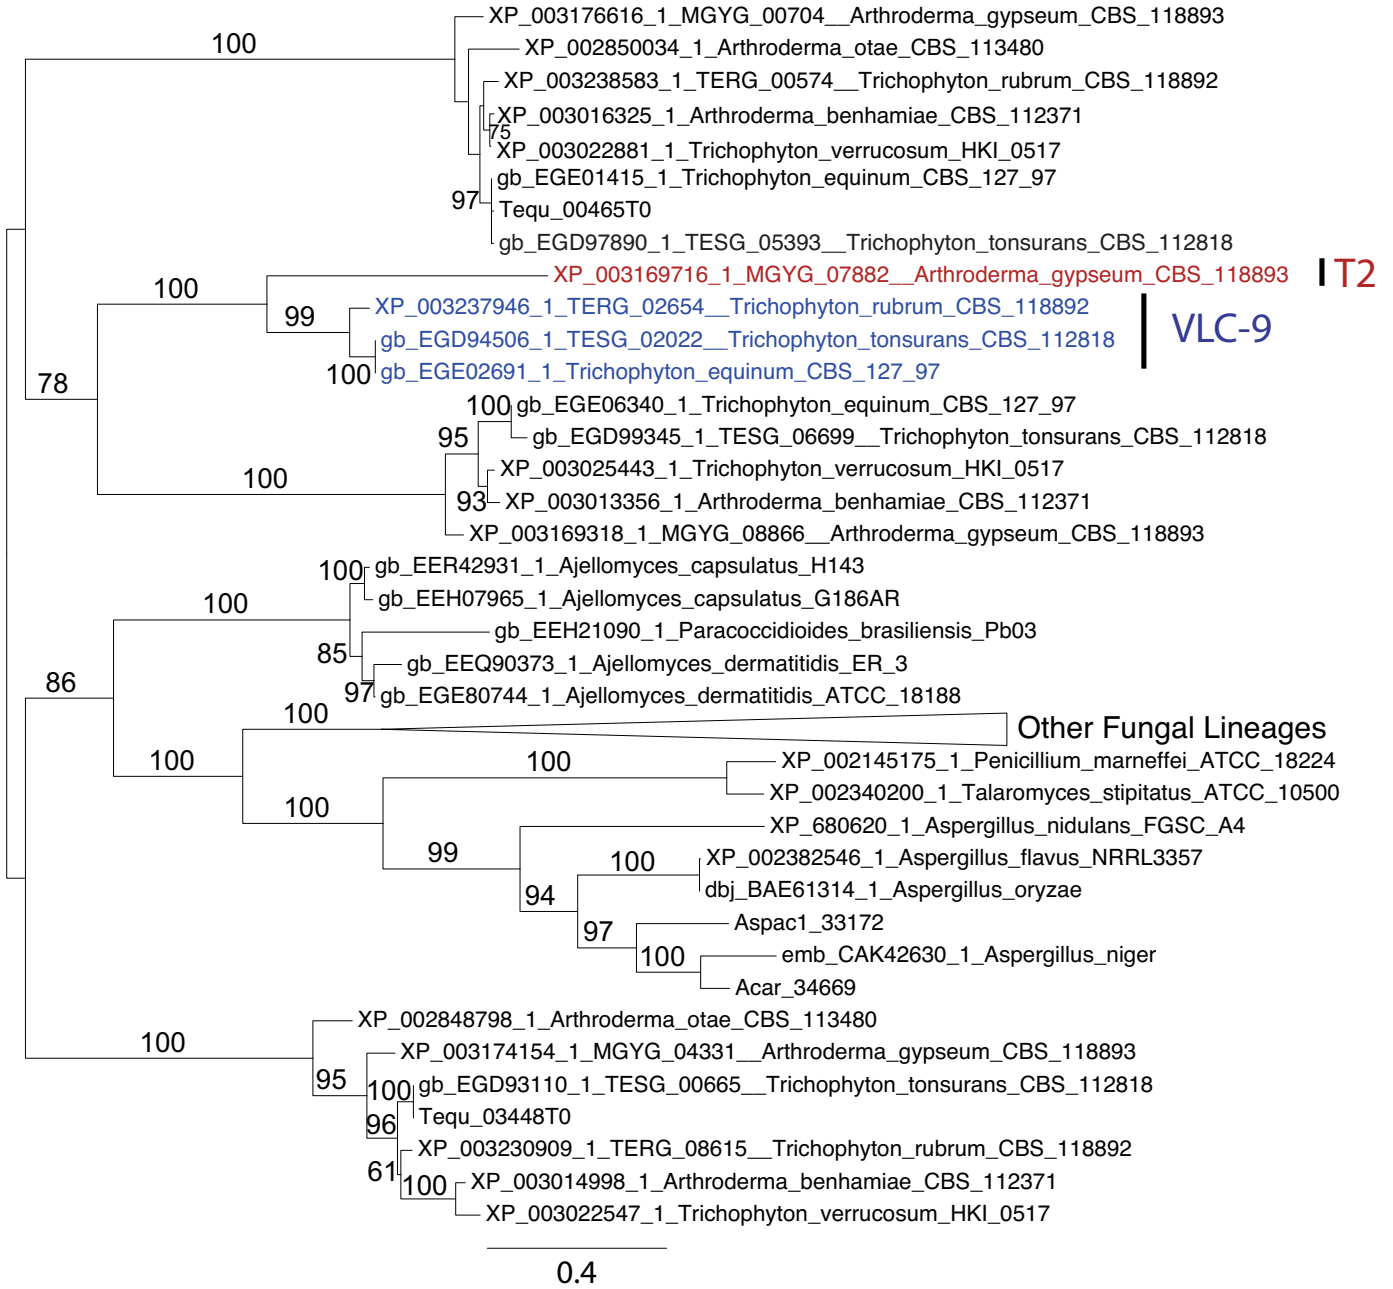 XP_003176616_1_MGYG_00704__Arthroderma_gypseum_CBS_118893
100
XP_002850034_1_Arthroderma_otae_CBS_113480
XP_003238583_1_TERG_00574__Trichophyton_rubrum_CBS_118892
XP_003016325_1_Arthroderma_benhamiae_CBS_112371
75
XP_003022881_1_Trichophyton_verrucosum_HKI_0517
gb_EGE01415_1_Trichophyton_equinum_CBS_127_97
97
Tequ_00465T0
gb_EGD97890_1_TESG_05393__Trichophyton_tonsurans_CBS_112818
XP_003169716_1_MGYG_07882__Arthroderma_gypseum_CBS_118893
T2
100
XP_003237946_1_TERG_02654__Trichophyton_rubrum_CBS_118892
99
VLC-9
gb_EGD94506_1_TESG_02022__Trichophyton_tonsurans_CBS_112818
100
gb_EGE02691_1_Trichophyton_equinum_CBS_127_97
78
100
gb_EGE06340_1_Trichophyton_equinum_CBS_127_97
95
gb_EGD99345_1_TESG_06699__Trichophyton_tonsurans_CBS_112818
100
XP_003025443_1_Trichophyton_verrucosum_HKI_0517
93
XP_003013356_1_Arthroderma_benhamiae_CBS_112371
XP_003169318_1_MGYG_08866__Arthroderma_gypseum_CBS_118893
100
gb_EER42931_1_Ajellomyces_capsulatus_H143
100
gb_EEH07965_1_Ajellomyces_capsulatus_G186AR
gb_EEH21090_1_Paracoccidioides_brasiliensis_Pb03
85
gb_EEQ90373_1_Ajellomyces_dermatitidis_ER_3
86
97
gb_EGE80744_1_Ajellomyces_dermatitidis_ATCC_18188
100
Other Fungal Lineages
100
100
XP_002145175_1_Penicillium_marneffei_ATCC_18224
XP_002340200_1_Talaromyces_stipitatus_ATCC_10500
100
XP_680620_1_Aspergillus_nidulans_FGSC_A4
99
100
XP_002382546_1_Aspergillus_flavus_NRRL3357
94
dbj_BAE61314_1_Aspergillus_oryzae
97
Aspac1_33172
100
emb_CAK42630_1_Aspergillus_niger
Acar_34669
XP_002848798_1_Arthroderma_otae_CBS_113480
100
XP_003174154_1_MGYG_04331__Arthroderma_gypseum_CBS_118893
95
100
gb_EGD93110_1_TESG_00665__Trichophyton_tonsurans_CBS_112818
96
Tequ_03448T0
XP_003230909_1_TERG_08615__Trichophyton_rubrum_CBS_118892
61
100
XP_003014998_1_Arthroderma_benhamiae_CBS_112371
XP_003022547_1_Trichophyton_verrucosum_HKI_0517
0.4